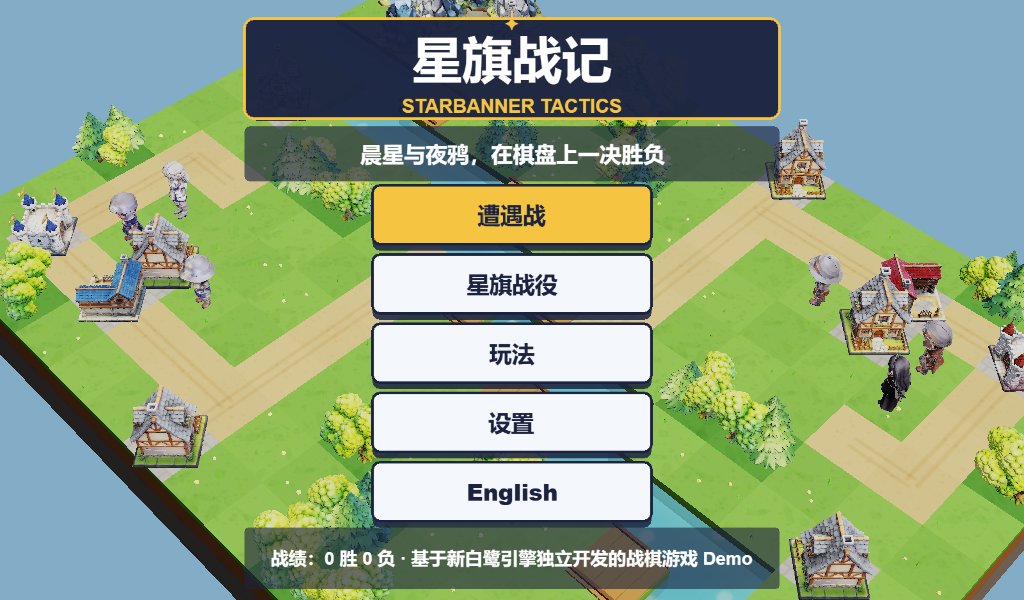 星旗战记
STARBANNER TACTICS
晨星与夜鸦，在棋盘上一决胜负
遭遇战
星旗战役
玩法
设置
English
战绩：0 胜 0 负 · 基于新白鹭引擎独立开发的战棋游戏 Demo